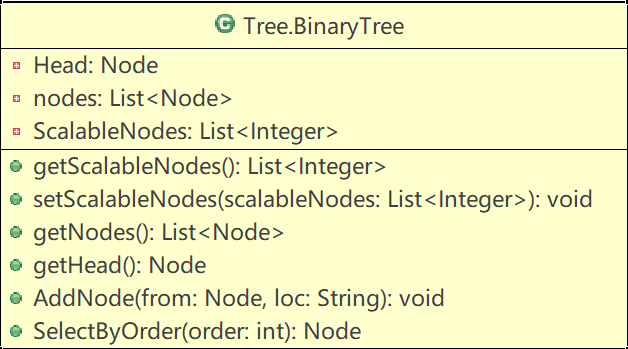 C Tree.BinaryTree
Head: Node
nodes: List<Node>
ScalableNodes: List<Integer>
getScalableNodes(): List<Integer>
setScalableNodes(scalableNodes: List<Integer>): void
getNodes(): List<Node>
getHead(): Node
AddNode(from: Node, loc: String): void
SelectByOrder(order: int): Node